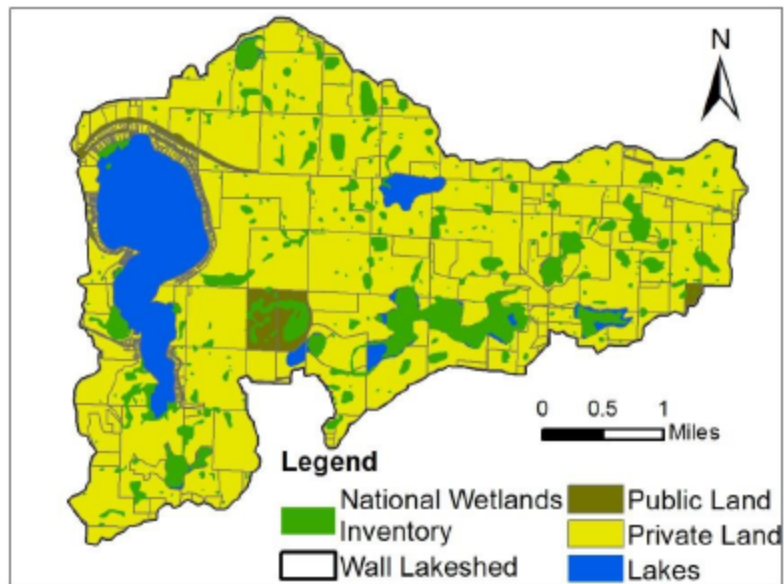 N
0 0.5 1
Miles
Legend
National Wetlands
Inventory
Wall Lakeshed
Public Land
Private Land
Lakes